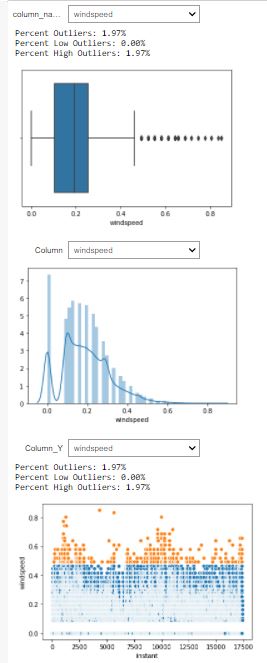 column_na... windspeed
Percent Outliers: 1.97%
Percent Low Outliers: 0.00%
Percent High Outliers: 1.97%
0.0 0.2 0.4 0.6 0.8
windspeed
Column windspeed
7
6
5
4
3
2
1
0
0.0 0.2 0.4 0.6 0.8
windspeed
Column_Y windspeed
Percent Outliers: 1.97%
Percent Low Outliers: 0.00%
Percent High Outliers: 1.97%
0.8
0.6
windspeed
0.4
0.2
0.0
0 2500 5000 7500 10000 12500 15000 17500
instant